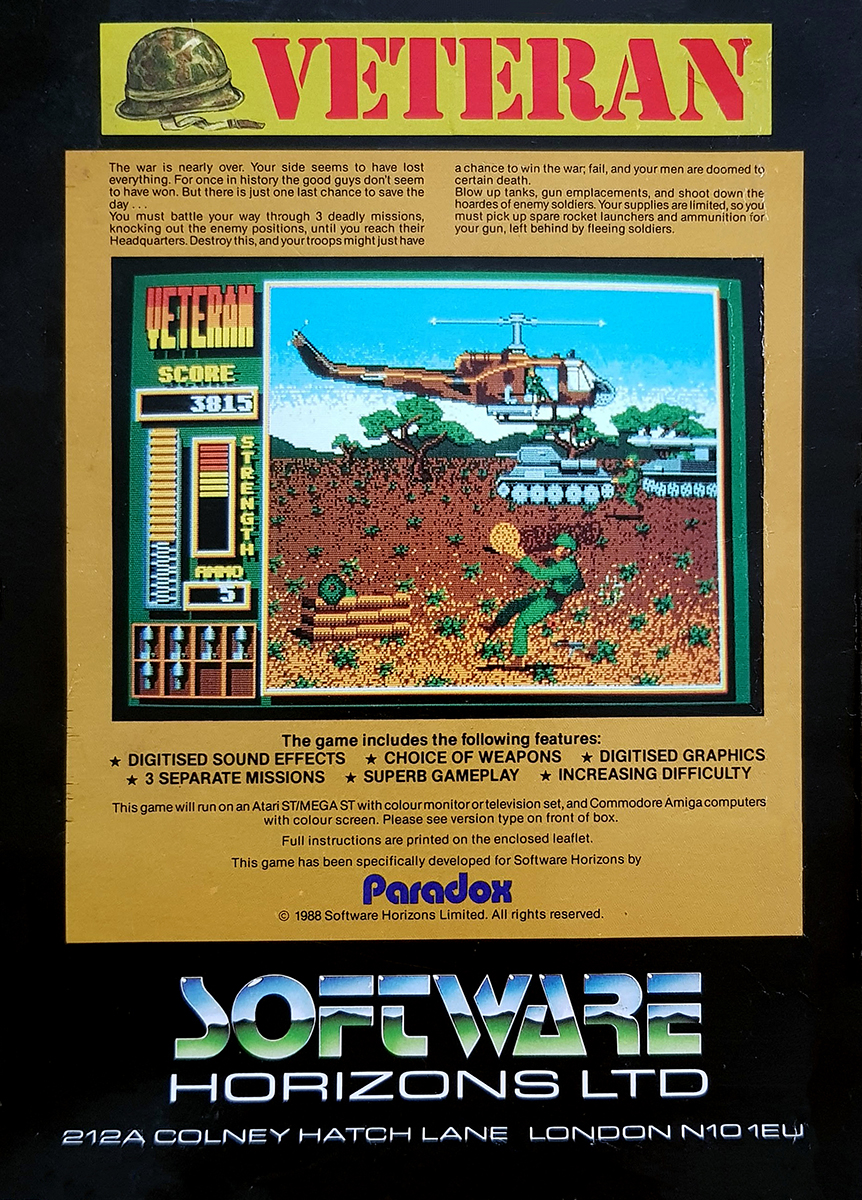 VETERAN
The war is nearly over. Your side seems to have lost
everything. For once in history the good guys don't seem
to have won. But there is just one last chance to save the
day . . .
You must battle your way through 3 deadly missions,
knocking out the enemy positions, until you reach their
Headquarters. Destroy this, and your troops might just have
a chance to win the war; fail, and your men are doomed to
certain death.
Blow up tanks, gun emplacements, and shoot down the
hoardes of enemy soldiers. Your supplies are limited, so you
must pick up spare rocket launchers and ammunition for
your gun, left behind by fleeing soldiers.
VETERAN
SCORE
3815
STRENGTH
AMMO
5
The game includes the following features:
★ DIGITISED SOUND EFFECTS ★ CHOICE OF WEAPONS ★ DIGITISED GRAPHICS
★ 3 SEPARATE MISSIONS ★ SUPERB GAMEPLAY ★ INCREASING DIFFICULTY
This game will run on an Atari ST/MEGA ST with colour monitor or television set, and Commodore Amiga computers
with colour screen. Please see version type on front of box.
Full instructions are printed on the enclosed leaflet.
This game has been specifically developed for Software Horizons by
Paradox
© 1988 Software Horizons Limited. All rights reserved.
SOFTWARE
HORIZONS LTD
212A COLNEY HATCH LANE LONDON N10 1EU